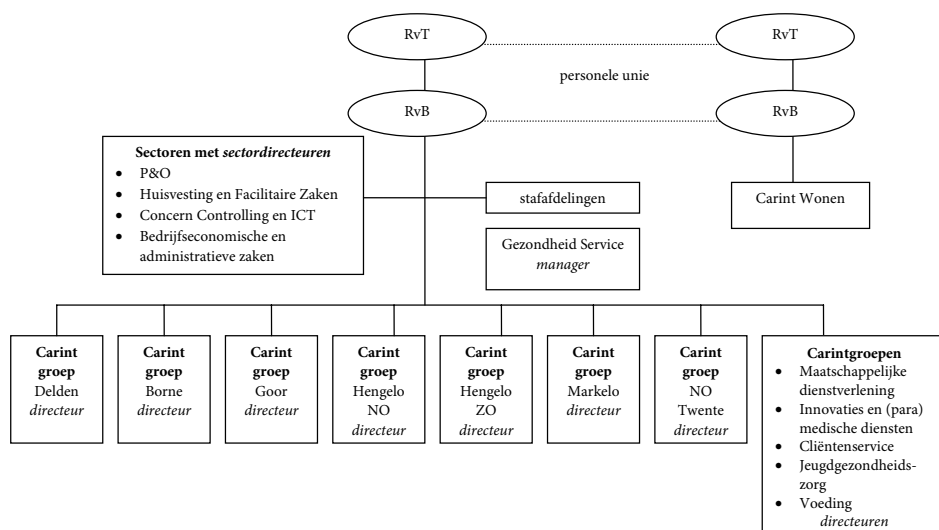 RvT
RvT
personele unie
RvB
RvB
Sectoren met sectordirecteuren
• P&O
• Huisvesting en Facilitaire Zaken
• Concern Controlling en ICT
• Bedrijfseconomische en
administratieve zaken
stafafdelingen
Carint Wonen
Gezondheid Service
manager
Carint
groep
Delden
directeur
Carint
groep
Borne
directeur
Carint
groep
Goor
directeur
Carint
groep
Hengelo
NO
directeur
Carint
groep
Hengelo
ZO
directeur
Carint
groep
Markelo
directeur
Carint
groep
NO
Twente
directeur
Carintgroepen
• Maatschappelijke
dienstverlening
• Innovaties en (para)
medische diensten
• Cliëntenservice
• Jeugdgezondheids-
zorg
• Voeding
directeuren